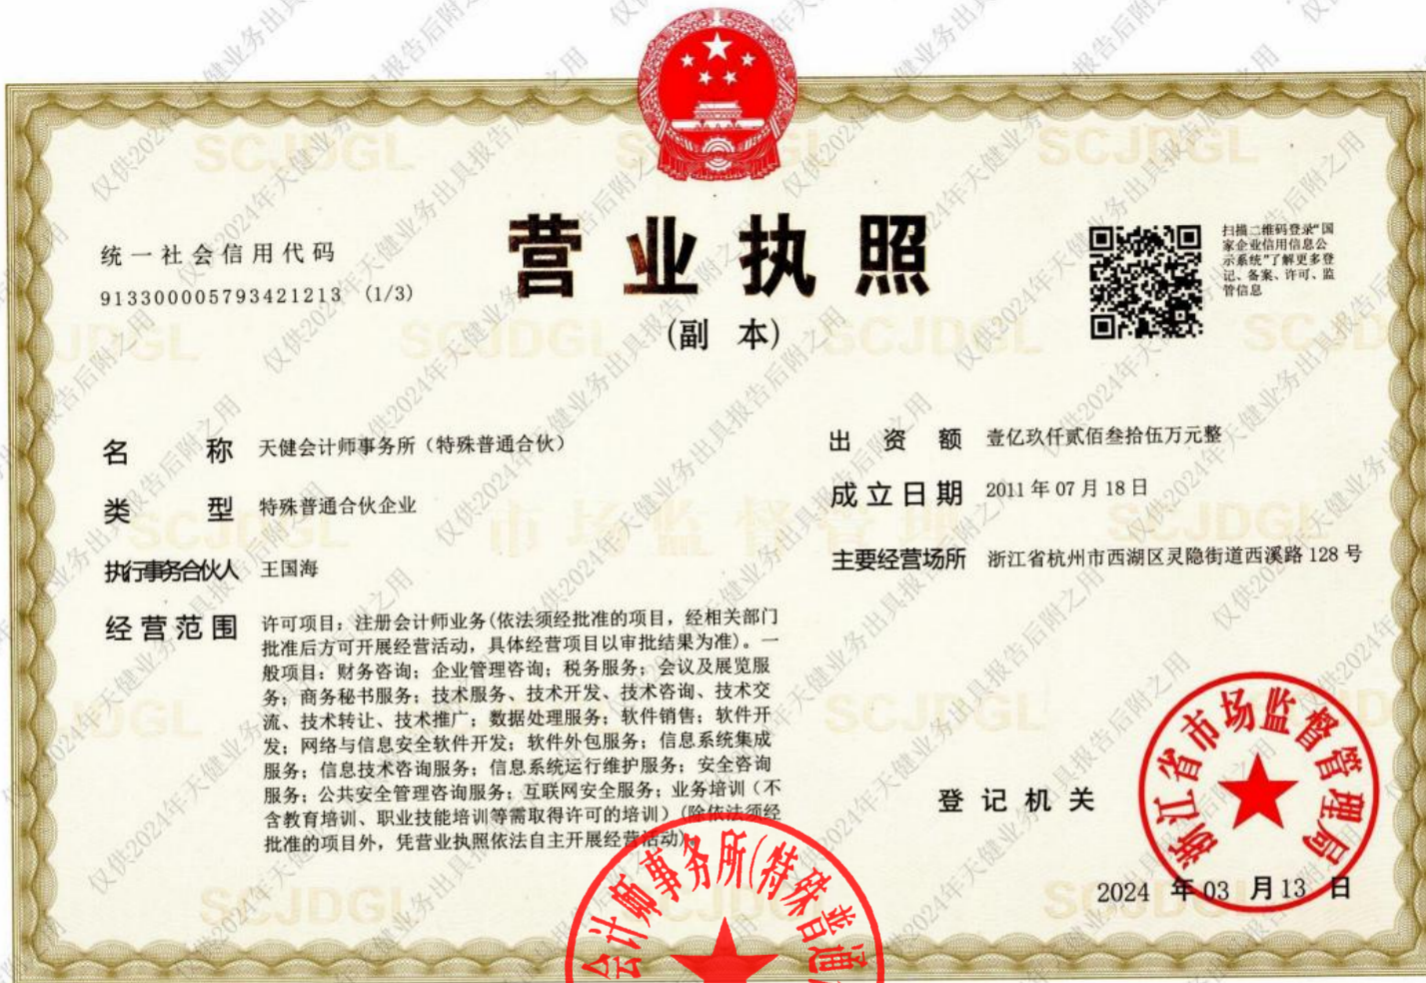 营业执照
(副 本)
统一社会信用代码
913300005793421213 (1/3)
扫描二维码登录“国
家企业信用信息公
示系统”了解更多登
记、备案、许可、监
管信息
名 称 天健会计师事务所（特殊普通合伙）
类 型 特殊普通合伙企业
执行事务合伙人 王国海
经营范围 许可项目：注册会计师业务(依法须经批准的项目，经相关部门
批准后方可开展经营活动，具体经营项目以审批结果为准)。一
般项目：财务咨询；企业管理咨询；税务服务；会议及展览服
务；商务秘书服务；技术服务、技术开发、技术咨询、技术交
流、技术转让、技术推广；数据处理服务；软件销售；软件开
发；网络与信息安全软件开发；软件外包服务；信息系统集成
服务；信息技术咨询服务；信息系统运行维护服务；安全咨询
服务；公共安全管理咨询服务；互联网安全服务；业务培训（不
含教育培训、职业技能培训等需取得许可的培训）(除依法须经
批准的项目外，凭营业执照依法自主开展经营活动)。
出 资 额 壹亿玖仟贰佰叁拾伍万元整
成立日期 2011 年 07 月 18 日
主要经营场所 浙江省杭州市西湖区灵隐街道西溪路 128 号
登记机关
浙江省市场监督管理局
2024 年 03 月 13 日
会计师事务所(特殊普通
仅供2024年天健业务出具报告后附之用
SCJDGL
市场监督管理